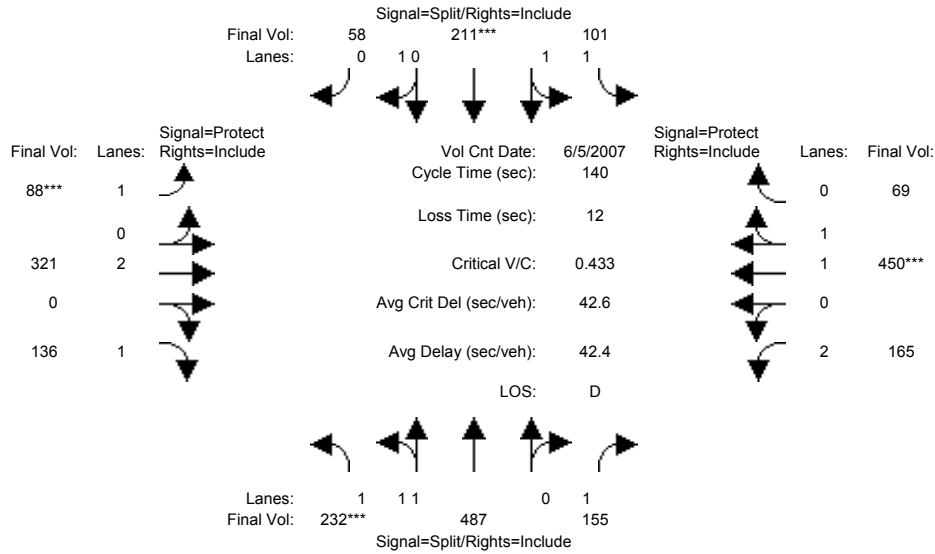 Signal=Split/Rights=Include
Final Vol: 58 211*** 101
Lanes: 0 1 0 1 1
Signal=Protect Signal=Protect
Final Vol: Lanes: Rights=Include Vol Cnt Date: 6/5/2007 Rights=Include Lanes: Final Vol:
Cycle Time (sec): 140
88*** 1 0 69
Loss Time (sec): 12
0 1
321 2 Critical V/C: 0.433 1 450***
0 Avg Crit Del (sec/veh): 42.6 0
136 1 Avg Delay (sec/veh): 42.4 2 165
LOS: D
Lanes: 1 1 1 0 1
Final Vol: 232*** 487 155
Signal=Split/Rights=Include